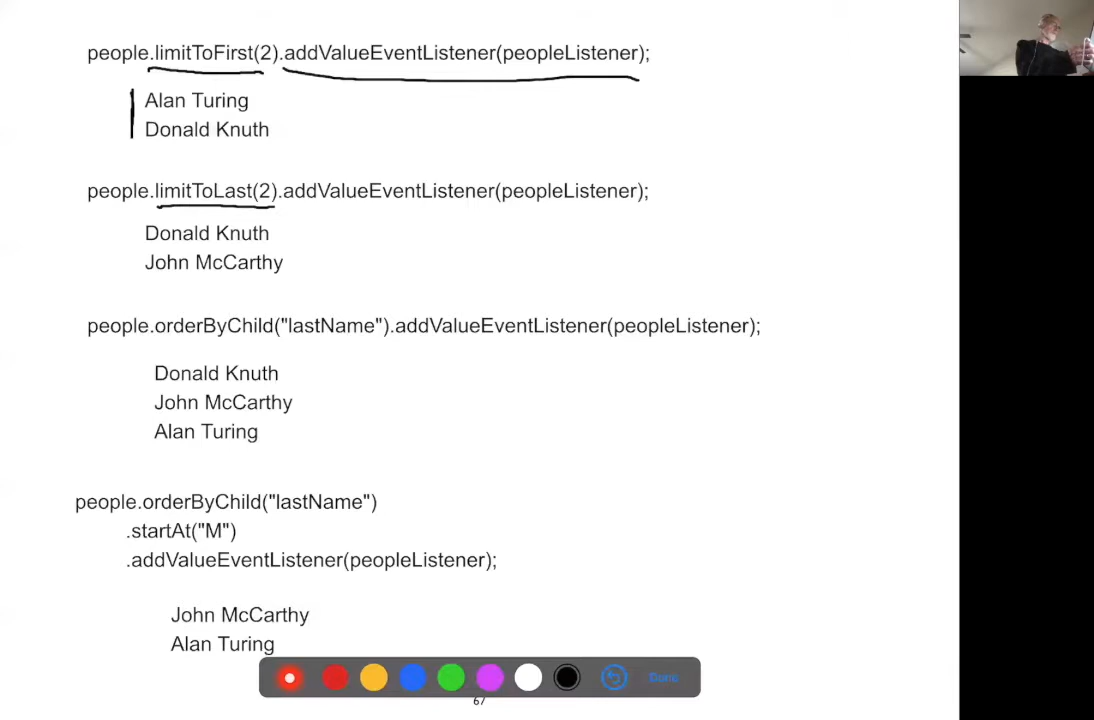 people.limitToFirst(2).addValueEventListener(peopleListener);
Alan Turing
Donald Knuth
people.limitToLast(2).addValueEventListener(peopleListener);
Donald Knuth
John McCarthy
people.orderByChild("lastName").addValueEventListener(peopleListener);
Donald Knuth
John McCarthy
Alan Turing
people.orderByChild("lastName")
.startAt("M")
.addValueEventListener(peopleListener);
John McCarthy
Alan Turing
Done
67